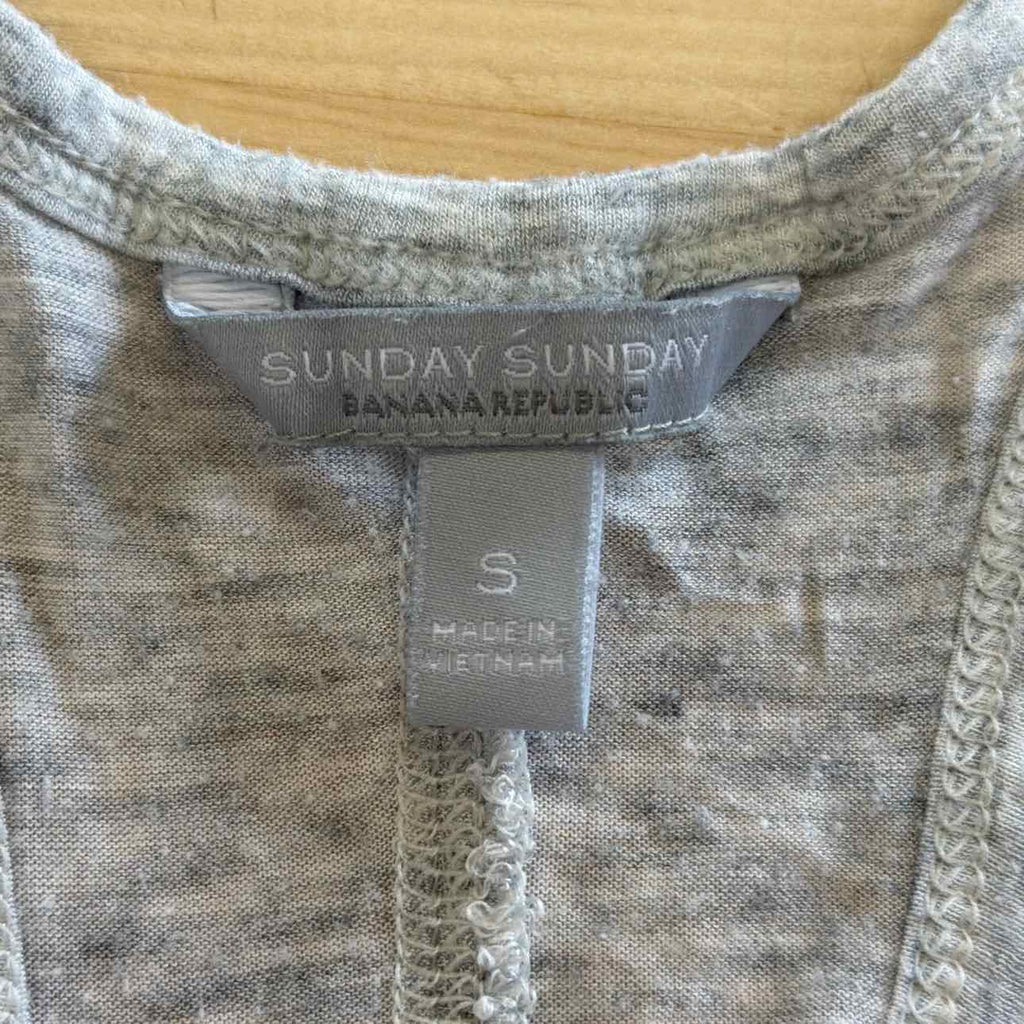 SUNDAY SUNDAY
BANANA REPUBLIC
S
MADE IN
VIETNAM